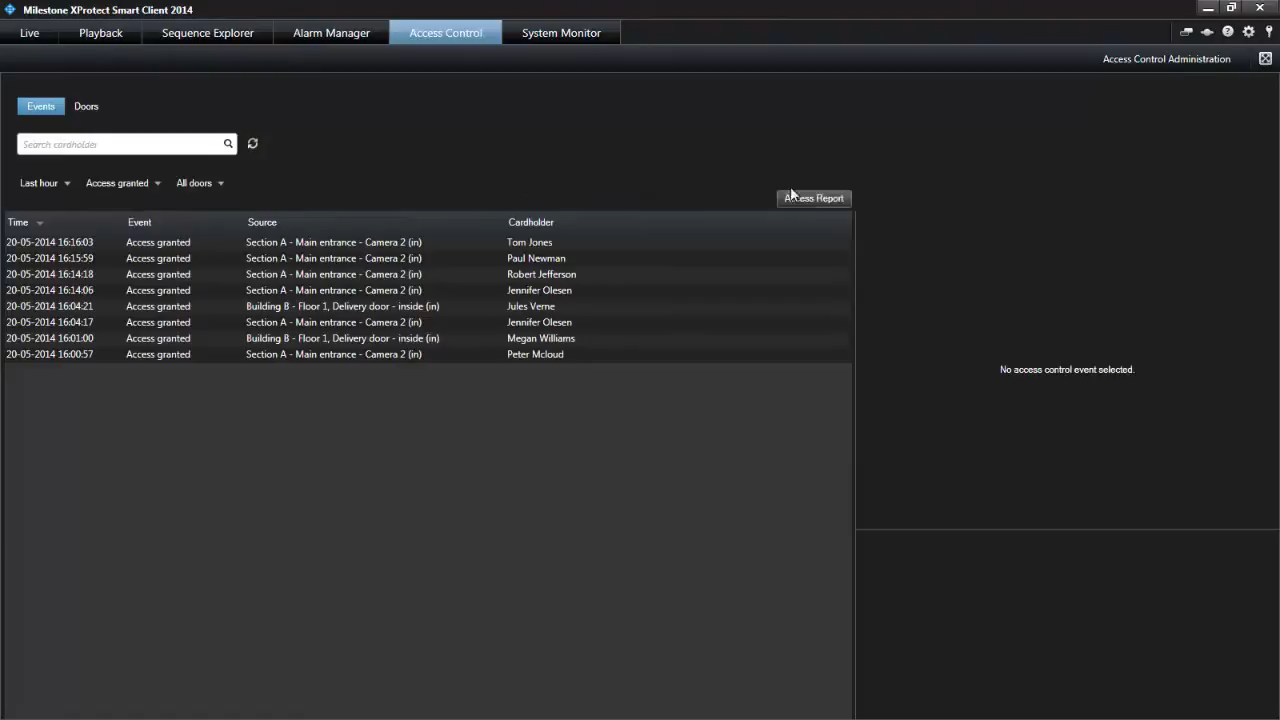 Milestone XProtect Smart Client 2014
Live Playback Sequence Explorer Alarm Manager Access Control System Monitor
Access Control Administration
Events Doors
Search cardholder
Last hour Access granted All doors
Access Report
Time Event Source Cardholder
20-05-2014 16:16:03 Access granted Section A - Main entrance - Camera 2 (in) Tom Jones
20-05-2014 16:15:59 Access granted Section A - Main entrance - Camera 2 (in) Paul Newman
20-05-2014 16:14:18 Access granted Section A - Main entrance - Camera 2 (in) Robert Jefferson
20-05-2014 16:14:06 Access granted Section A - Main entrance - Camera 2 (in) Jennifer Olesen
20-05-2014 16:04:21 Access granted Building B - Floor 1, Delivery door - inside (in) Jules Verne
20-05-2014 16:04:17 Access granted Section A - Main entrance - Camera 2 (in) Jennifer Olesen
20-05-2014 16:01:00 Access granted Building B - Floor 1, Delivery door - inside (in) Megan Williams
20-05-2014 16:00:57 Access granted Section A - Main entrance - Camera 2 (in) Peter Mcloud
No access control event selected.